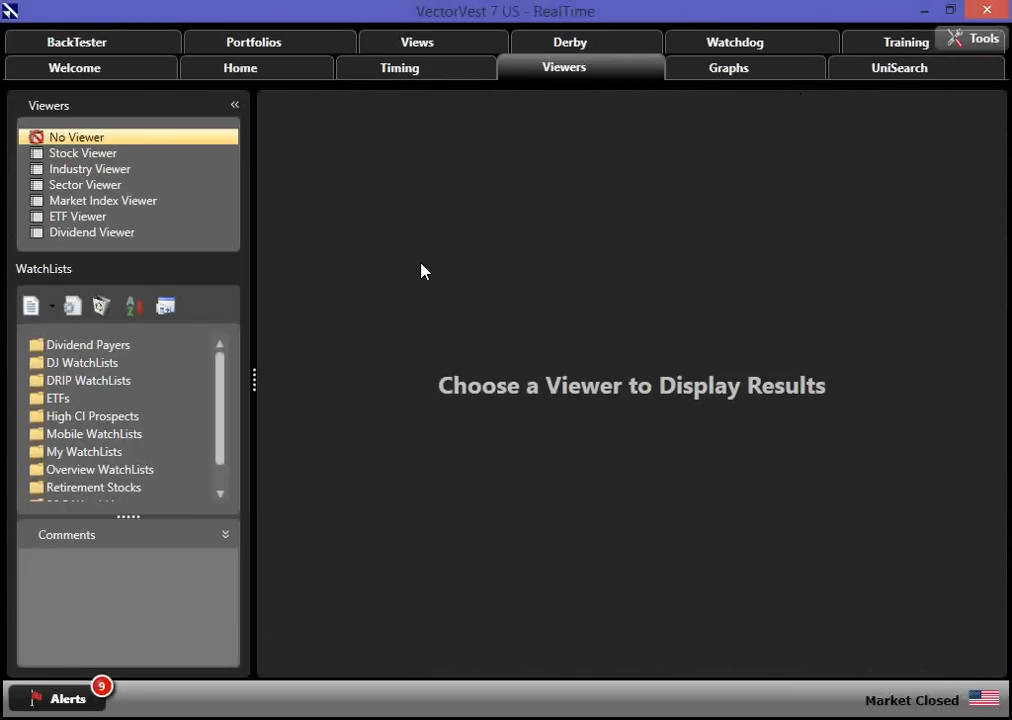 VectorVest 7 US - RealTime
BackTester Portfolios Views Derby Watchdog Training Tools
Welcome Home Timing Viewers Graphs UniSearch
Viewers
No Viewer
Stock Viewer
Industry Viewer
Sector Viewer
Market Index Viewer
ETF Viewer
Dividend Viewer
WatchLists
Dividend Payers
DJ WatchLists
DRIP WatchLists
ETFs
High CI Prospects
Mobile WatchLists
My WatchLists
Overview WatchLists
Retirement Stocks
Comments
Choose a Viewer to Display Results
Alerts 9
Market Closed